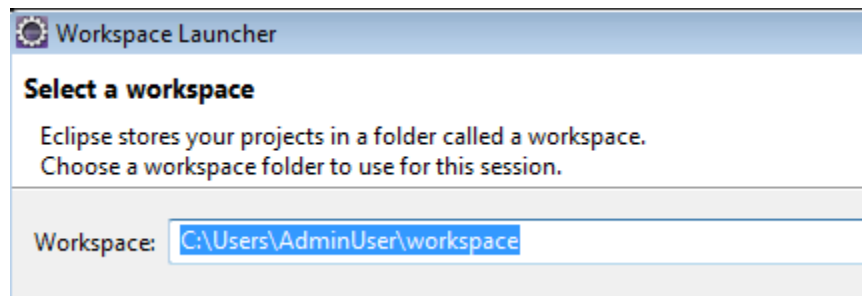 Workspace Launcher
Select a workspace
Eclipse stores your projects in a folder called a workspace.
Choose a workspace folder to use for this session.
Workspace: C:\Users\AdminUser\workspace